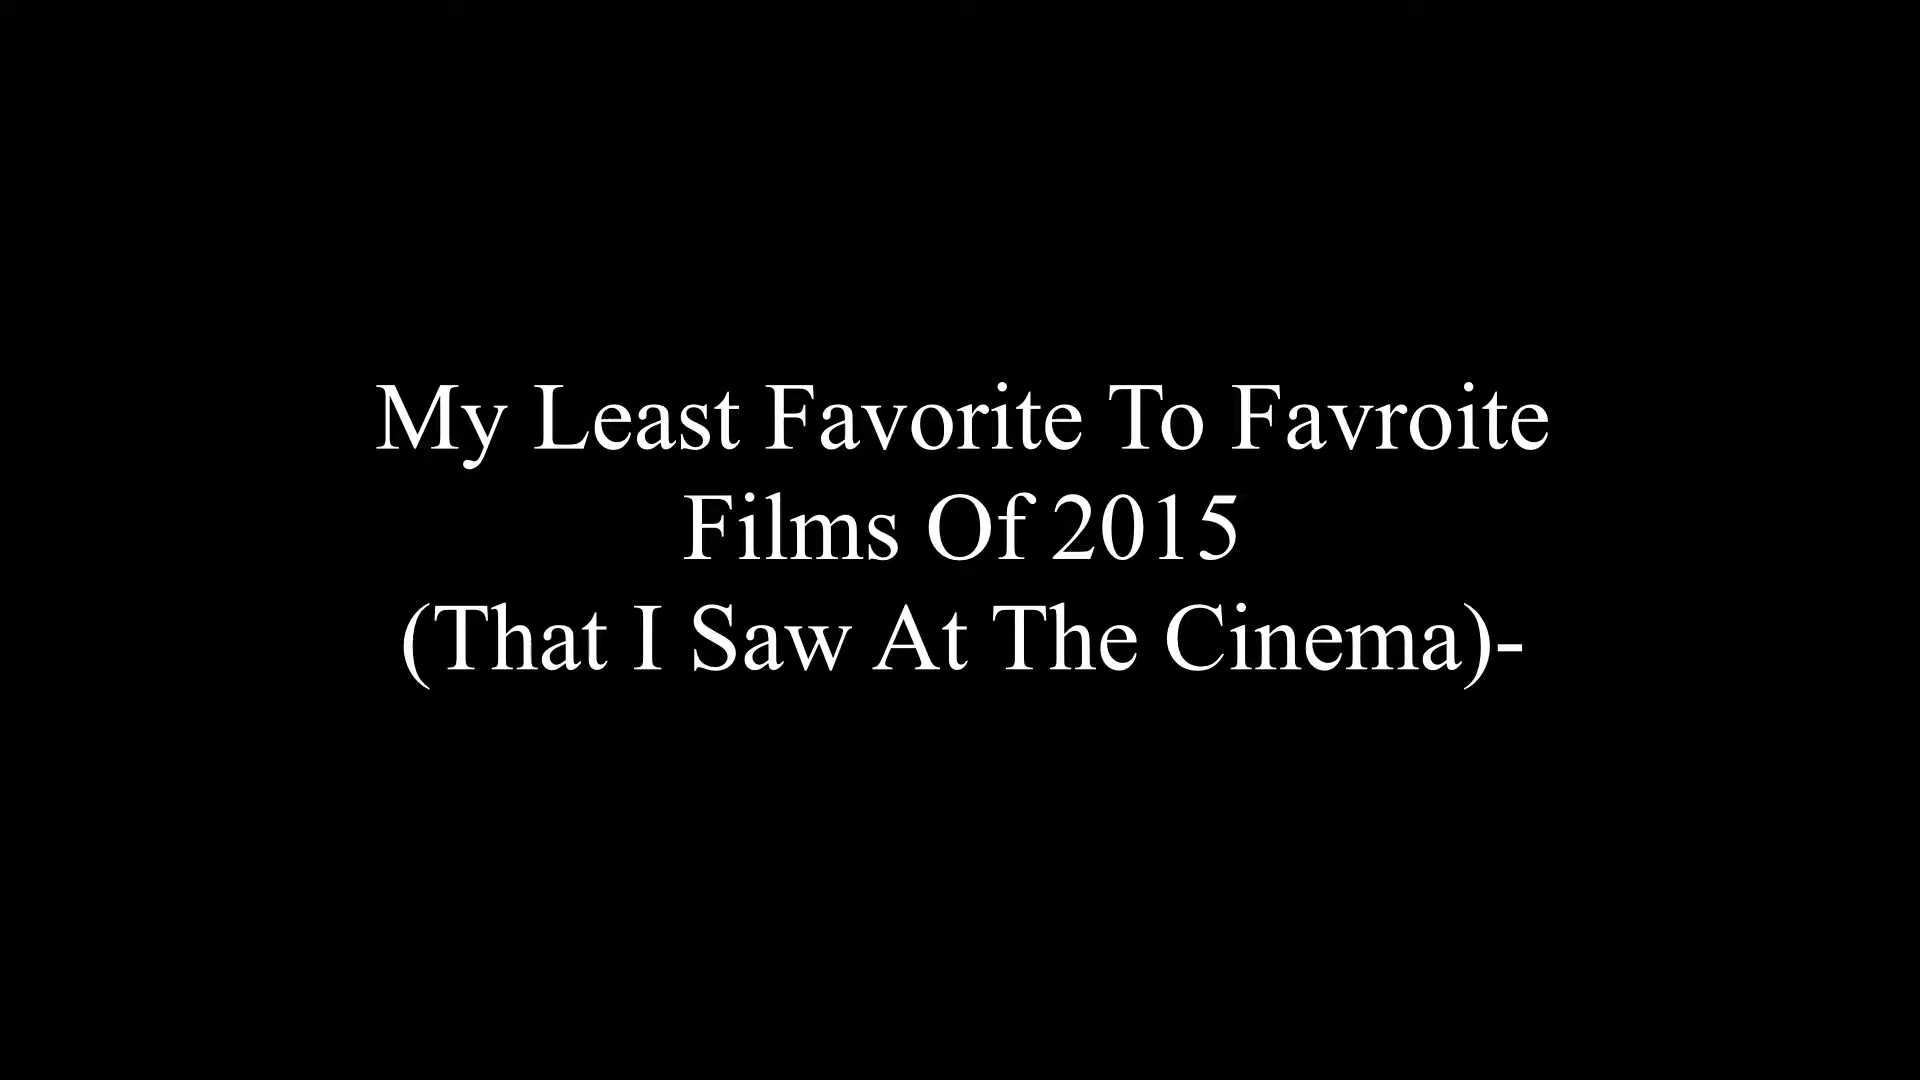 My Least Favorite To Favroite
Films Of 2015
(That I Saw At The Cinema)-